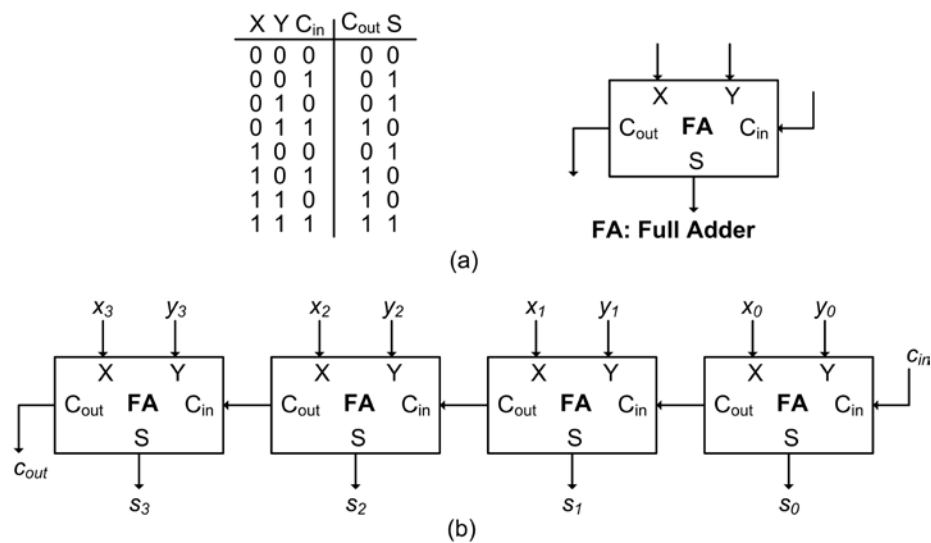 X Y Cin Cout S
0 0 0 0 0
0 0 1 0 1
0 1 0 0 1
0 1 1 1 0
1 0 0 0 1
1 0 1 1 0
1 1 0 1 0
1 1 1 1 1
X Y
Cout FA Cin
S
FA: Full Adder
(a)
x3 y3 x2 y2 x1 y1 x0 y0
cin
X Y X Y X Y X Y
Cout FA Cin Cout FA Cin Cout FA Cin Cout FA Cin
S S S S
cout
s3 s2 s1 s0
(b)